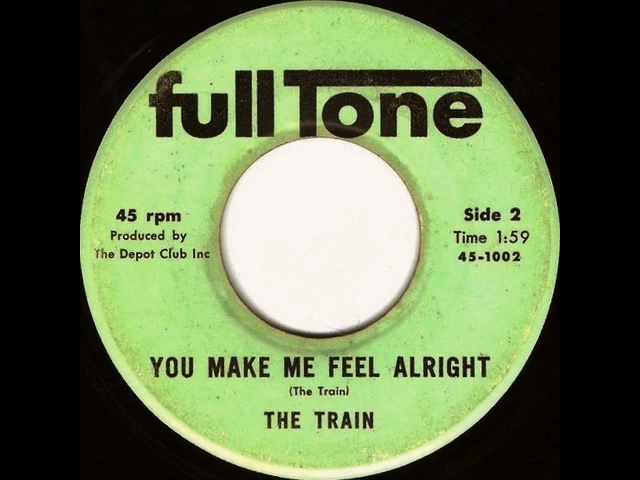 fullTone
45 rpm
Produced by
The Depot Club Inc
Side 2
Time 1:59
45-1002
YOU MAKE ME FEEL ALRIGHT
(The Train)
THE TRAIN